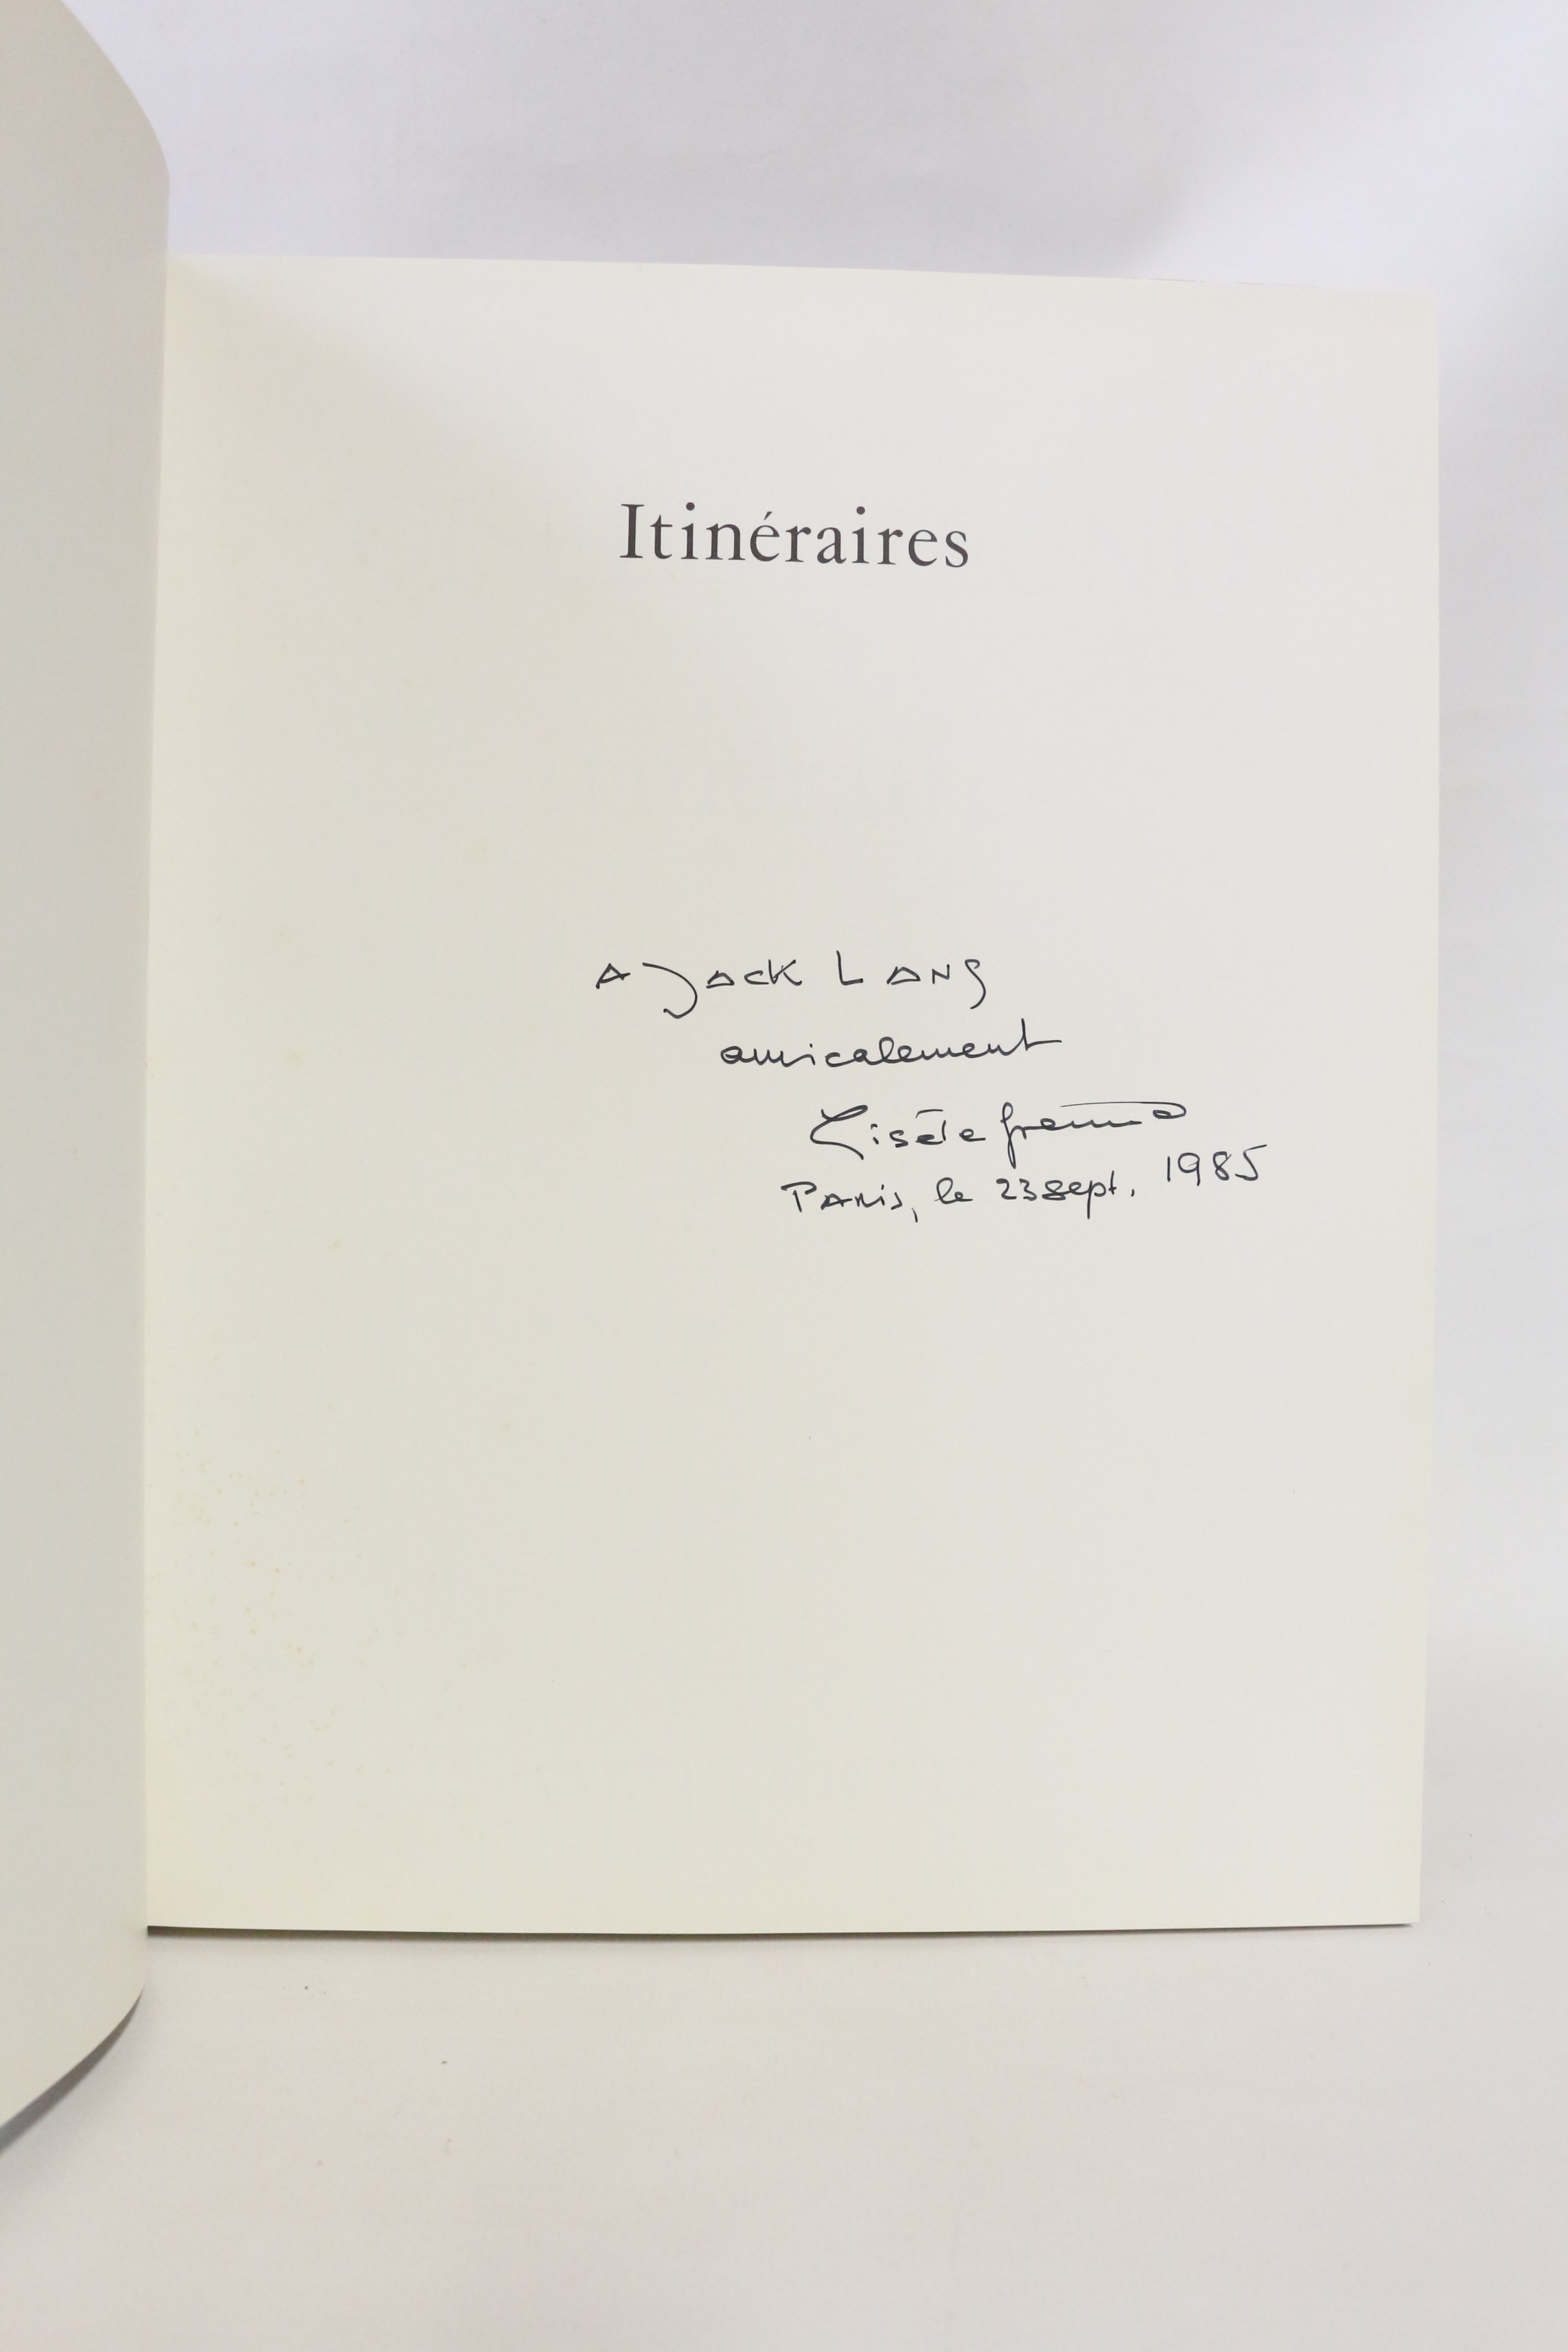 Itinéraires
A Jack Lang
amicalement
Gisèle Freund
Paris, le 23 sept. 1985